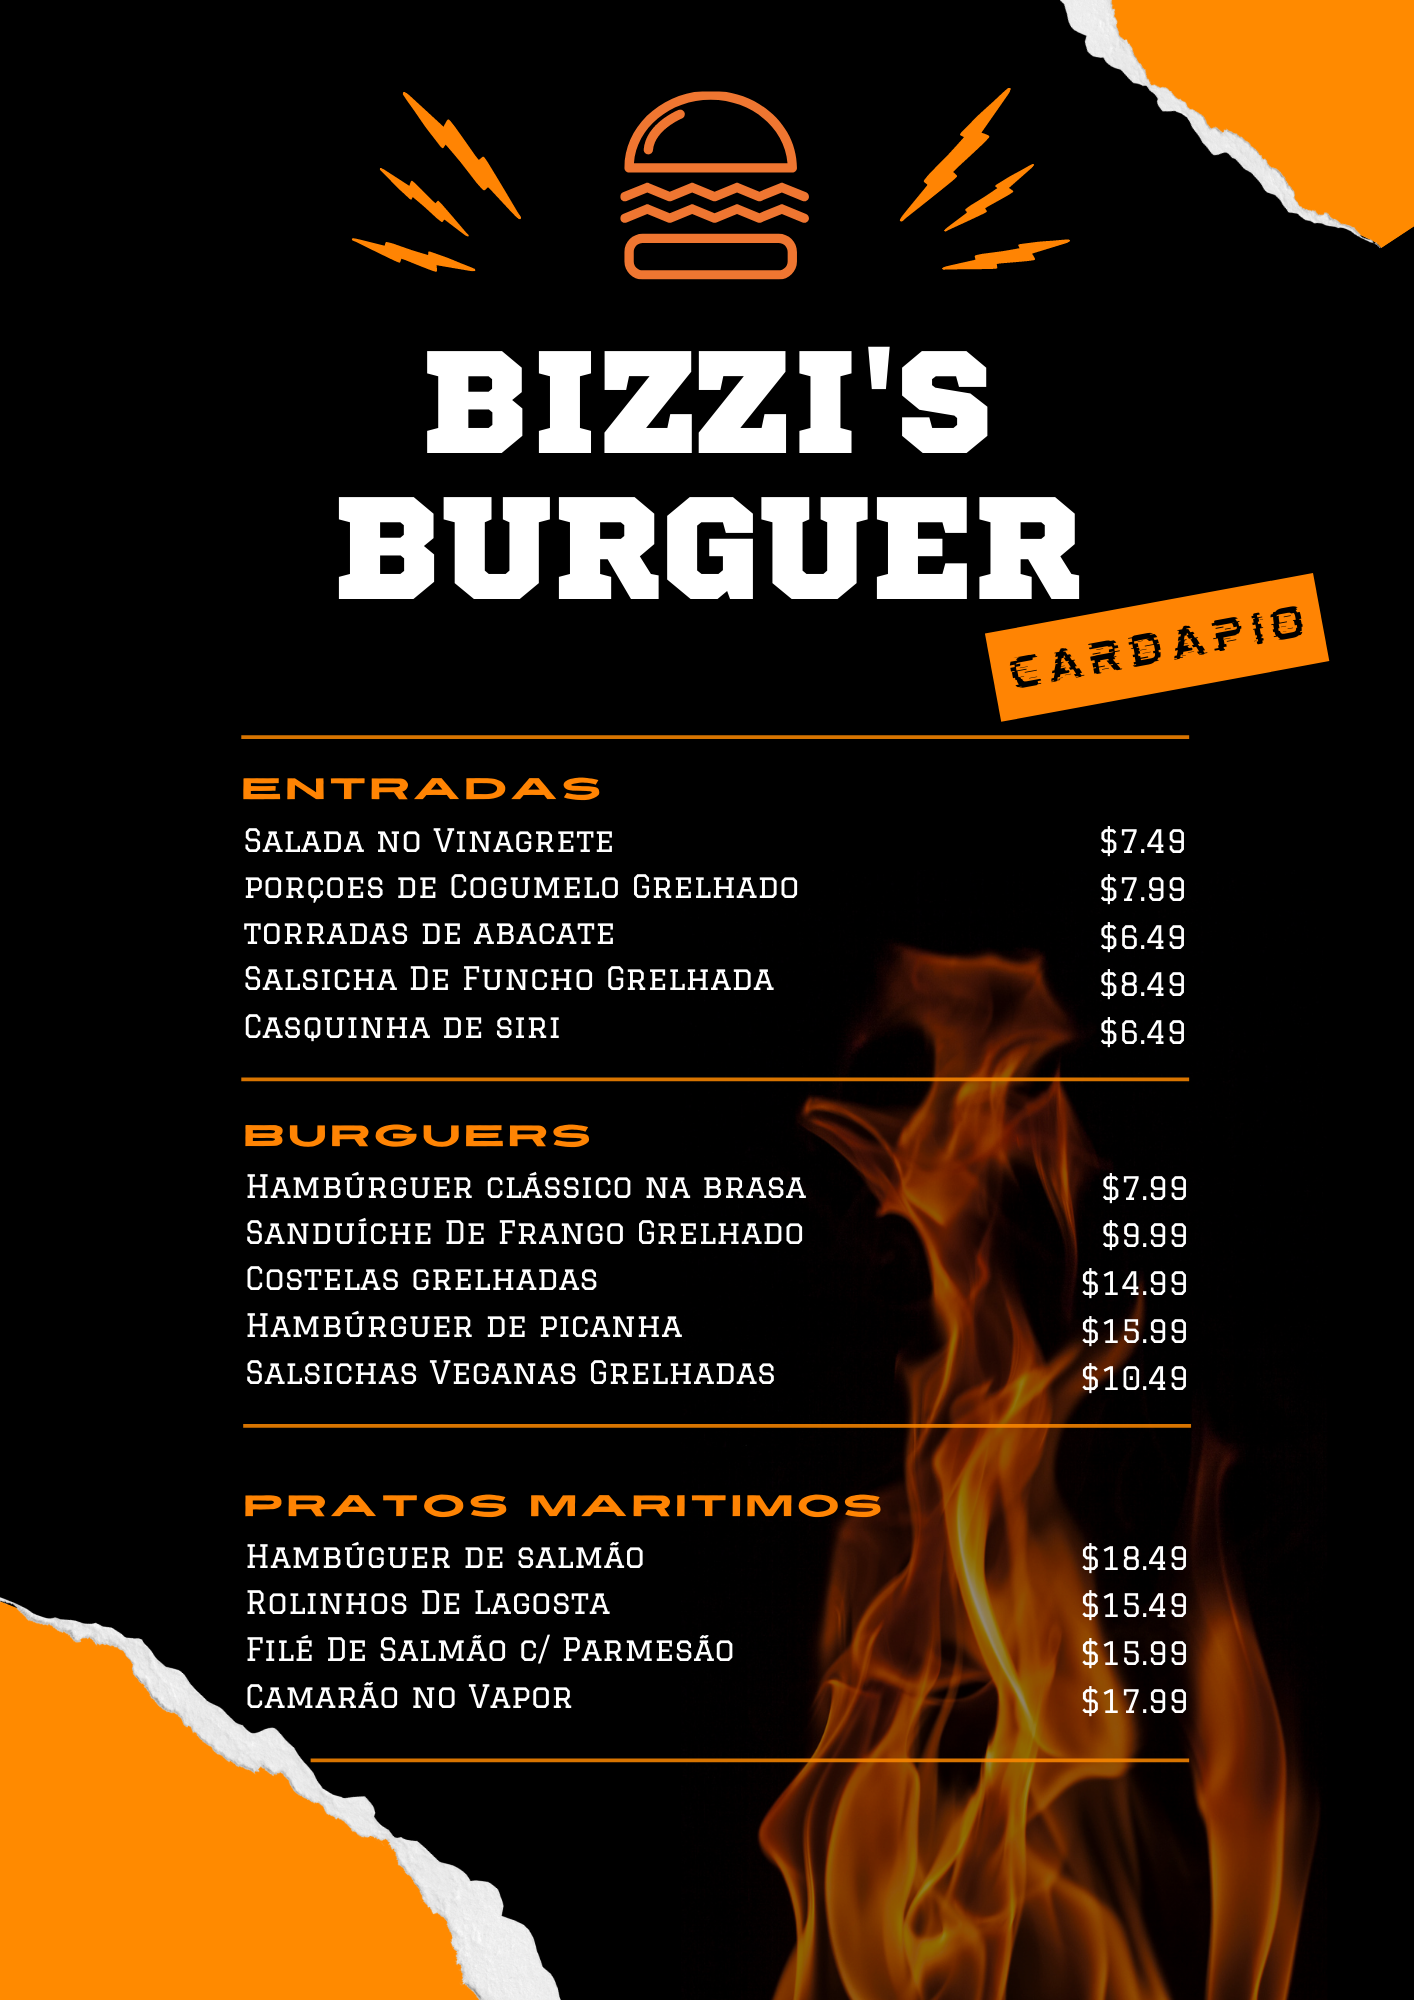 BIZZI'S
BURGUER
CARDAPIO
ENTRADAS
Salada no Vinagrete $7.49
porçoes de Cogumelo Grelhado $7.99
torradas de abacate $6.49
Salsicha De Funcho Grelhada $8.49
Casquinha de siri $6.49
BURGUERS
Hambúrguer clássico na brasa $7.99
Sanduíche De Frango Grelhado $9.99
Costelas grelhadas $14.99
Hambúrguer de picanha $15.99
Salsichas Veganas Grelhadas $10.49
PRATOS MARITIMOS
Hambúguer de salmão $18.49
Rolinhos De Lagosta $15.49
Filé De Salmão c/ Parmesão $15.99
Camarão no Vapor $17.99